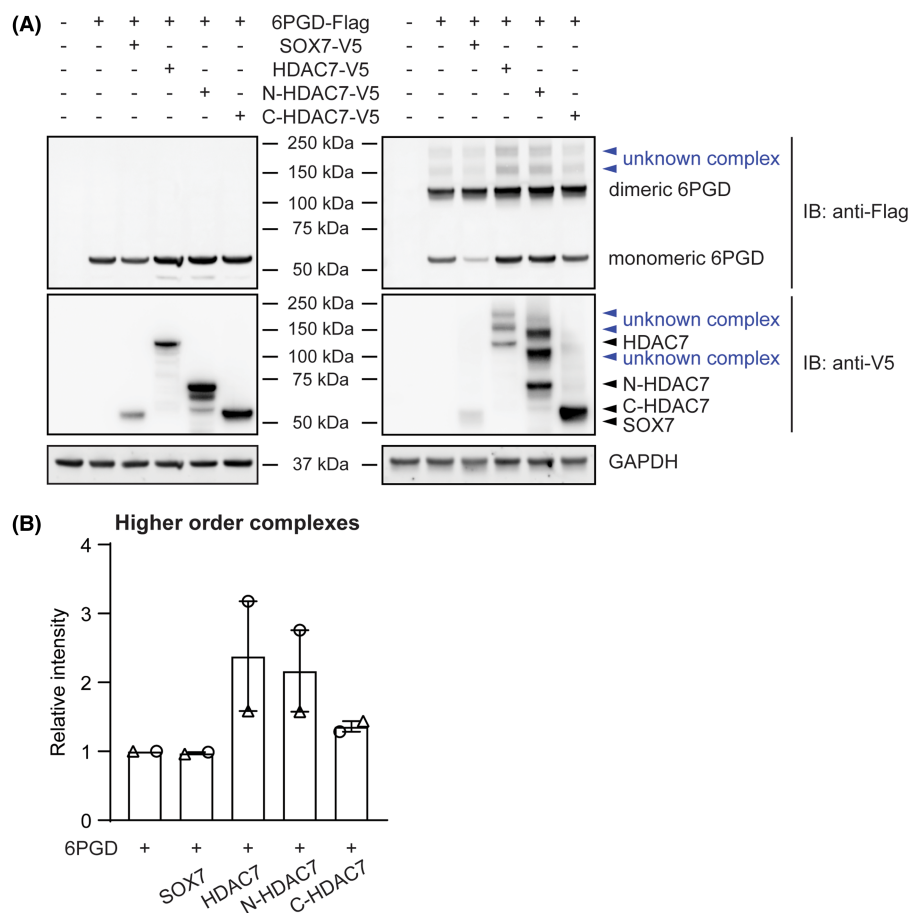 (A)
- + + + + + 6PGD-Flag - + + + + +
- - + - - - SOX7-V5 - - + - - -
- - - + - - HDAC7-V5 - - - + - -
- - - - + - N-HDAC7-V5 - - - - + -
- - - - - + C-HDAC7-V5 - - - - - +
250 kDa
150 kDa
100 kDa
75 kDa
50 kDa
unknown complex
dimeric 6PGD
monomeric 6PGD
IB: anti-Flag
250 kDa
150 kDa
100 kDa
75 kDa
50 kDa
unknown complex
HDAC7
unknown complex
N-HDAC7
C-HDAC7
SOX7
IB: anti-V5
37 kDa
GAPDH
(B)
Higher order complexes
Relative intensity
4
3
2
1
0
6PGD + + + + +
SOX7
HDAC7
N-HDAC7
C-HDAC7